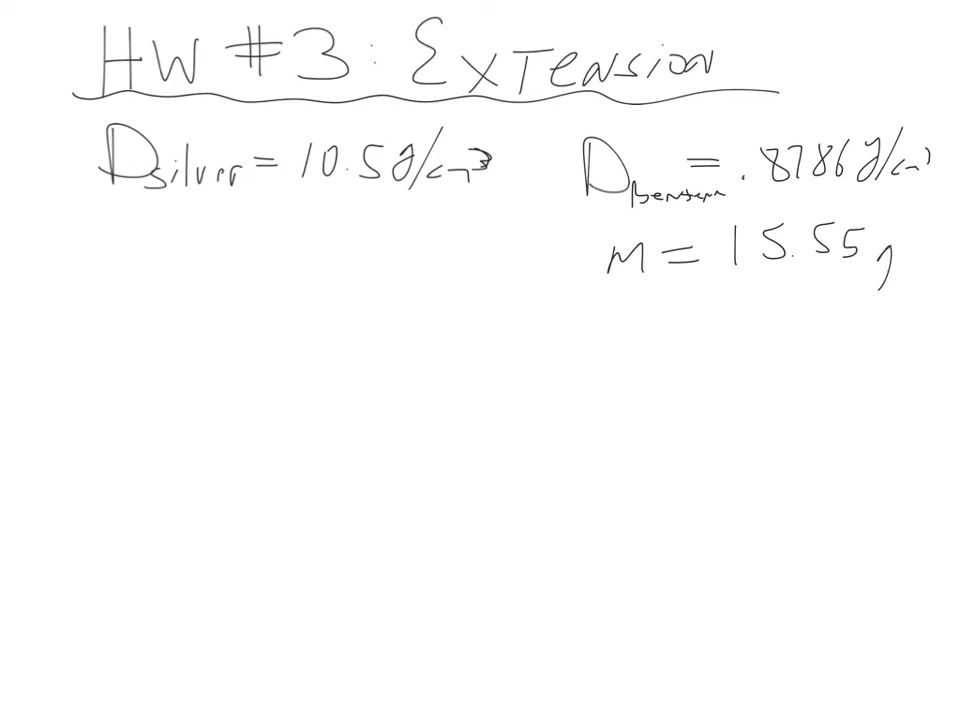 HW #3: Extension
Dsilver = 10.5 g/cm³
DBenzene = .8786 g/cm³
m = 15.55 g